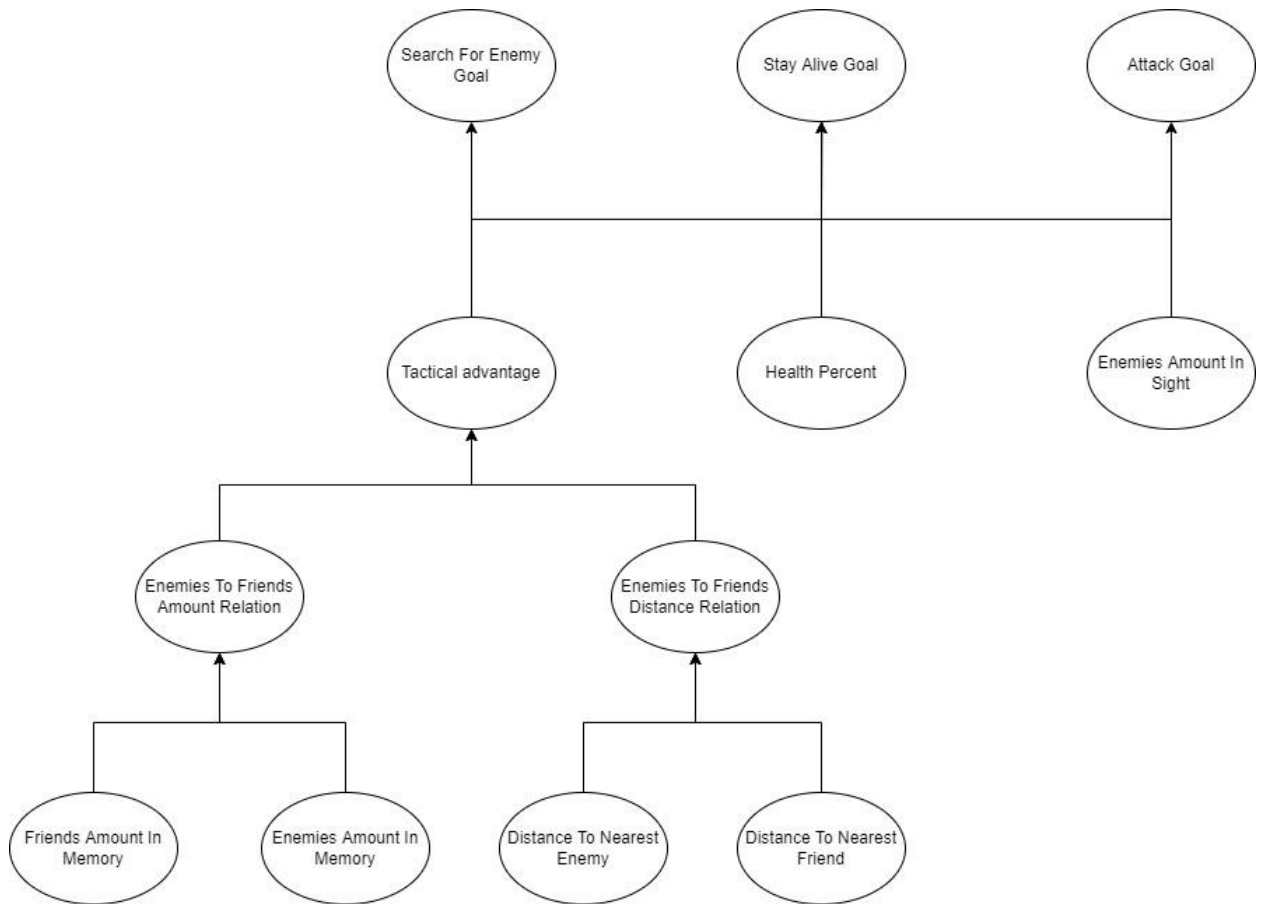 Search For Enemy
Goal
Stay Alive Goal
Attack Goal
Tactical advantage
Health Percent
Enemies Amount In
Sight
Enemies To Friends
Amount Relation
Enemies To Friends
Distance Relation
Friends Amount In
Memory
Enemies Amount In
Memory
Distance To Nearest
Enemy
Distance To Nearest
Friend